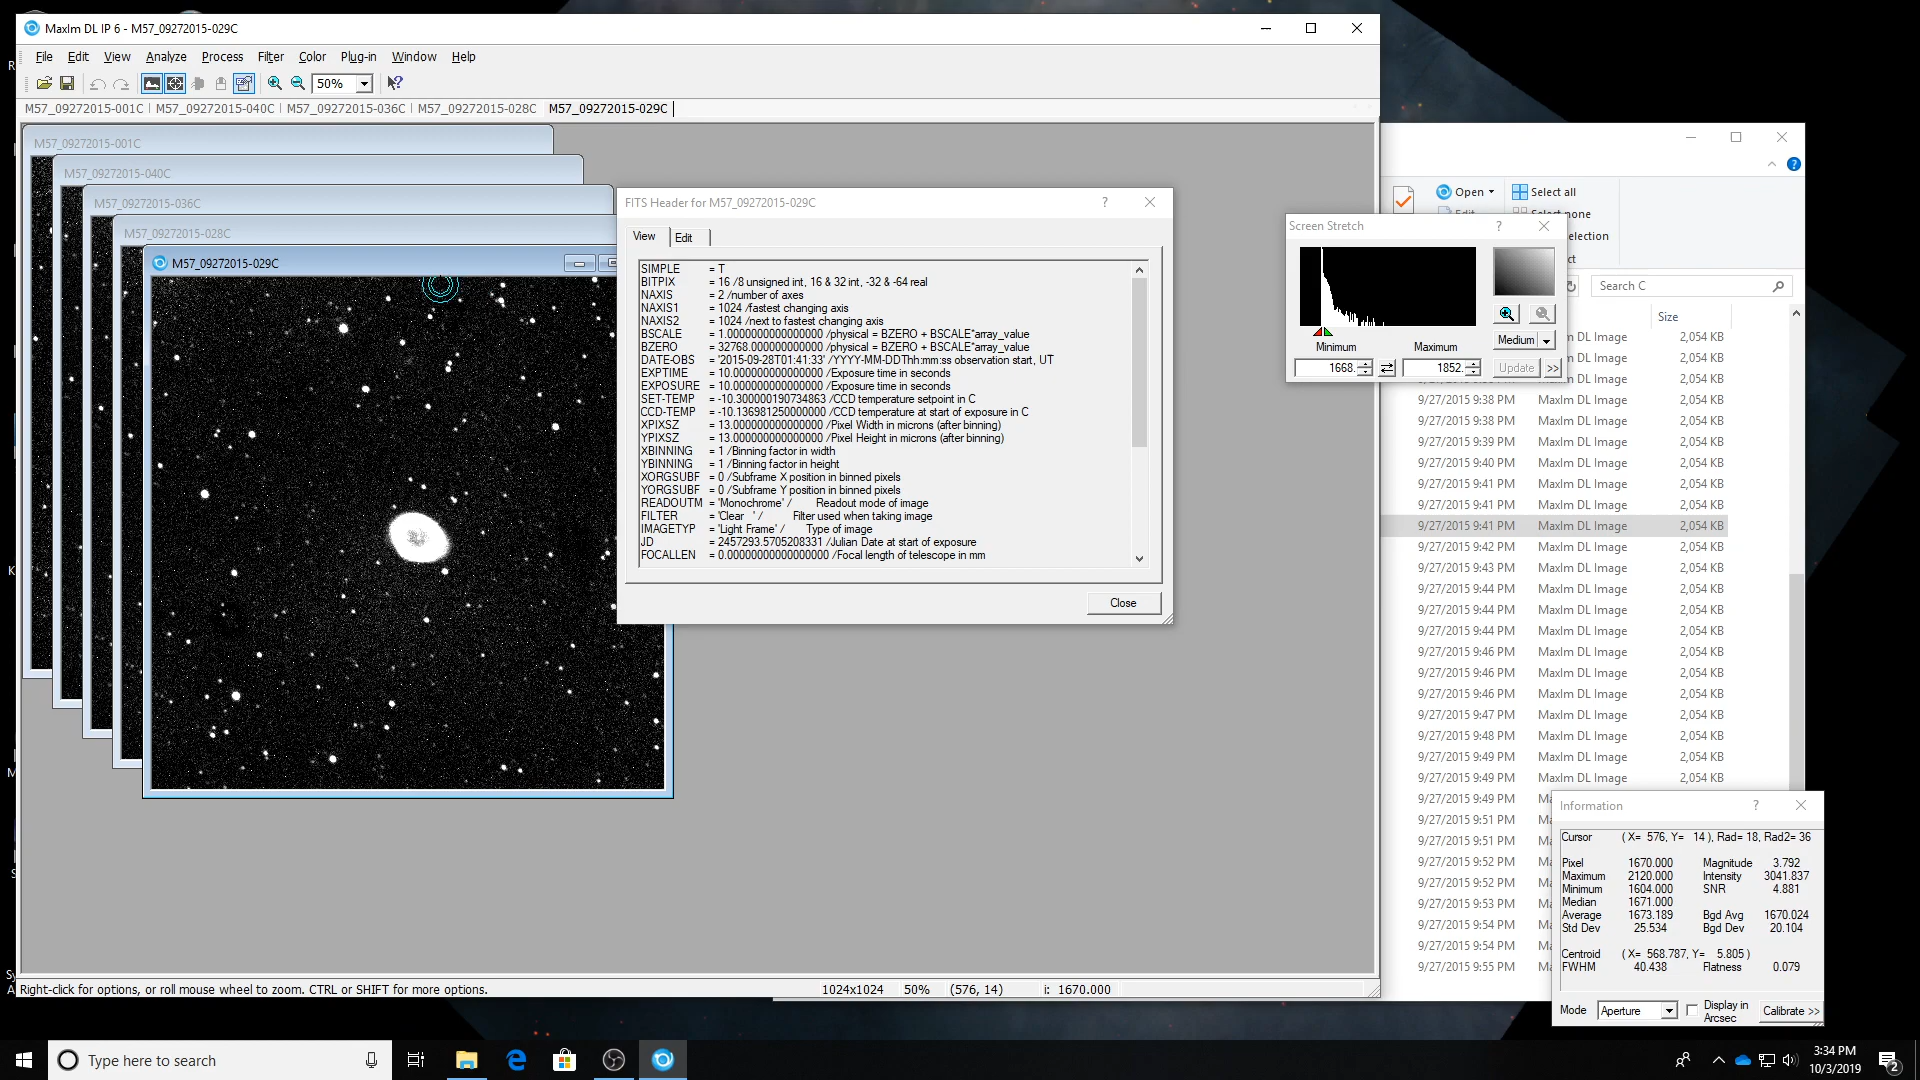 MaxIm DL IP 6 - M57_09272015-029C
File Edit View Analyze Process Filter Color Plug-in Window Help
50%
M57_09272015-001C M57_09272015-040C M57_09272015-036C M57_09272015-028C M57_09272015-029C
M57_09272015-001C
M57_09272015-040C
M57_09272015-036C
M57_09272015-028C
M57_09272015-029C
FITS Header for M57_09272015-029C ?
View Edit
SIMPLE = T
BITPIX = 16 /8 unsigned int, 16 & 32 int, -32 & -64 real
NAXIS = 2 /number of axes
NAXIS1 = 1024 /fastest changing axis
NAXIS2 = 1024 /next to fastest changing axis
BSCALE = 1.0000000000000000 /physical = BZERO + BSCALE*array_value
BZERO = 32768.000000000000 /physical = BZERO + BSCALE*array_value
DATE-OBS = '2015-09-28T01:41:33' /YYYY-MM-DDThh:mm:ss observation start, UT
EXPTIME = 10.000000000000000 /Exposure time in seconds
EXPOSURE = 10.000000000000000 /Exposure time in seconds
SET-TEMP = -10.300000190734863 /CCD temperature setpoint in C
CCD-TEMP = -10.136981250000000 /CCD temperature at start of exposure in C
XPIXSZ = 13.000000000000000 /Pixel Width in microns (after binning)
YPIXSZ = 13.000000000000000 /Pixel Height in microns (after binning)
XBINNING = 1 /Binning factor in width
YBINNING = 1 /Binning factor in height
XORGSUBF = 0 /Subframe X position in binned pixels
YORGSUBF = 0 /Subframe Y position in binned pixels
READOUTM = 'Monochrome' / Readout mode of image
FILTER = 'Clear ' / Filter used when taking image
IMAGETYP = 'Light Frame' / Type of image
JD = 2457293.5705208331 /Julian Date at start of exposure
FOCALLEN = 0.00000000000000000 /Focal length of telescope in mm
Close
Open Select all
Edit Select none
Screen Stretch ?
Minimum Maximum Medium
1668. 1852. Update >>
Search C
Size
2,054 KB
2,054 KB
2,054 KB
9/27/2015 9:38 PM MaxIm DL Image 2,054 KB
9/27/2015 9:38 PM MaxIm DL Image 2,054 KB
9/27/2015 9:39 PM MaxIm DL Image 2,054 KB
9/27/2015 9:40 PM MaxIm DL Image 2,054 KB
9/27/2015 9:41 PM MaxIm DL Image 2,054 KB
9/27/2015 9:41 PM MaxIm DL Image 2,054 KB
9/27/2015 9:41 PM MaxIm DL Image 2,054 KB
9/27/2015 9:42 PM MaxIm DL Image 2,054 KB
9/27/2015 9:43 PM MaxIm DL Image 2,054 KB
9/27/2015 9:44 PM MaxIm DL Image 2,054 KB
9/27/2015 9:44 PM MaxIm DL Image 2,054 KB
9/27/2015 9:44 PM MaxIm DL Image 2,054 KB
9/27/2015 9:46 PM MaxIm DL Image 2,054 KB
9/27/2015 9:46 PM MaxIm DL Image 2,054 KB
9/27/2015 9:46 PM MaxIm DL Image 2,054 KB
9/27/2015 9:47 PM MaxIm DL Image 2,054 KB
9/27/2015 9:48 PM MaxIm DL Image 2,054 KB
9/27/2015 9:49 PM MaxIm DL Image 2,054 KB
9/27/2015 9:49 PM MaxIm DL Image 2,054 KB
9/27/2015 9:49 PM
9/27/2015 9:51 PM
9/27/2015 9:51 PM
9/27/2015 9:52 PM
9/27/2015 9:52 PM
9/27/2015 9:53 PM
9/27/2015 9:54 PM
9/27/2015 9:54 PM
9/27/2015 9:55 PM
Information ?
Cursor ( X= 576, Y= 14 ), Rad= 18, Rad2= 36
Pixel 1670.000 Magnitude 3.792
Maximum 2120.000 Intensity 3041.837
Minimum 1604.000 SNR 4.881
Median 1671.000
Average 1673.189 Bgd Avg 1670.024
Std Dev 25.534 Bgd Dev 20.104
Centroid ( X= 568.787, Y= 5.805 )
FWHM 40.438 Flatness 0.079
Mode Aperture Display in Arcsec Calibrate >>
Right-click for options, or roll mouse wheel to zoom. CTRL or SHIFT for more options. 1024x1024 50% (576, 14) i: 1670.000
Type here to search
3:34 PM
10/3/2019
2